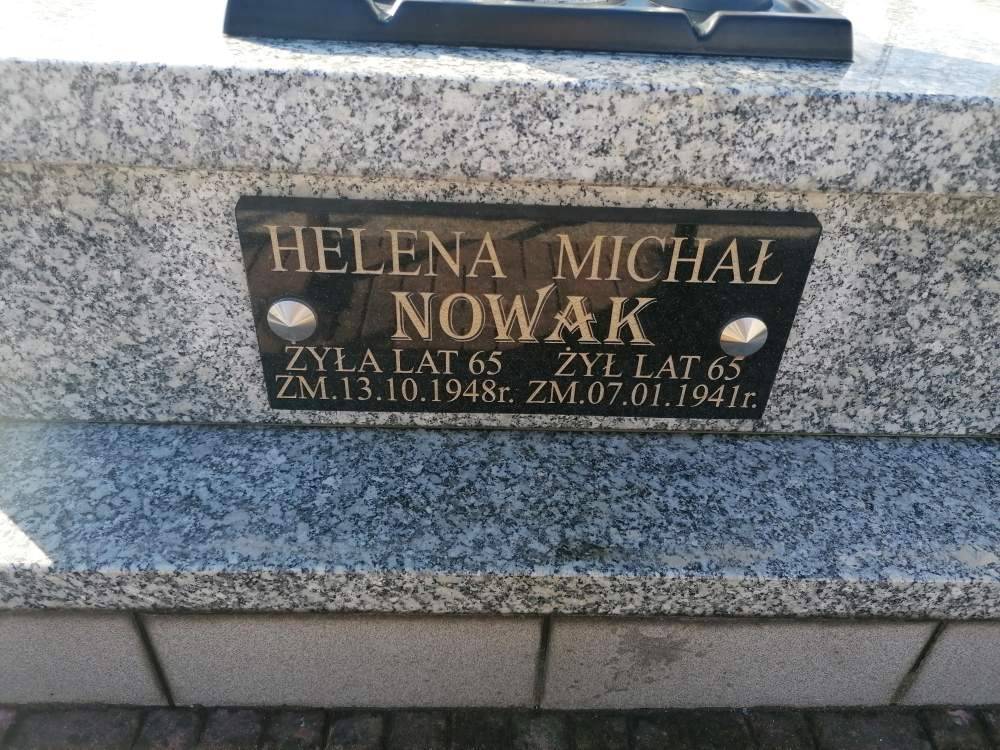 HELENA MICHAŁ
NOWAK
ŻYŁA LAT 65 ŻYŁ LAT 65
ZM.13.10.1948r. ZM.07.01.1941r.